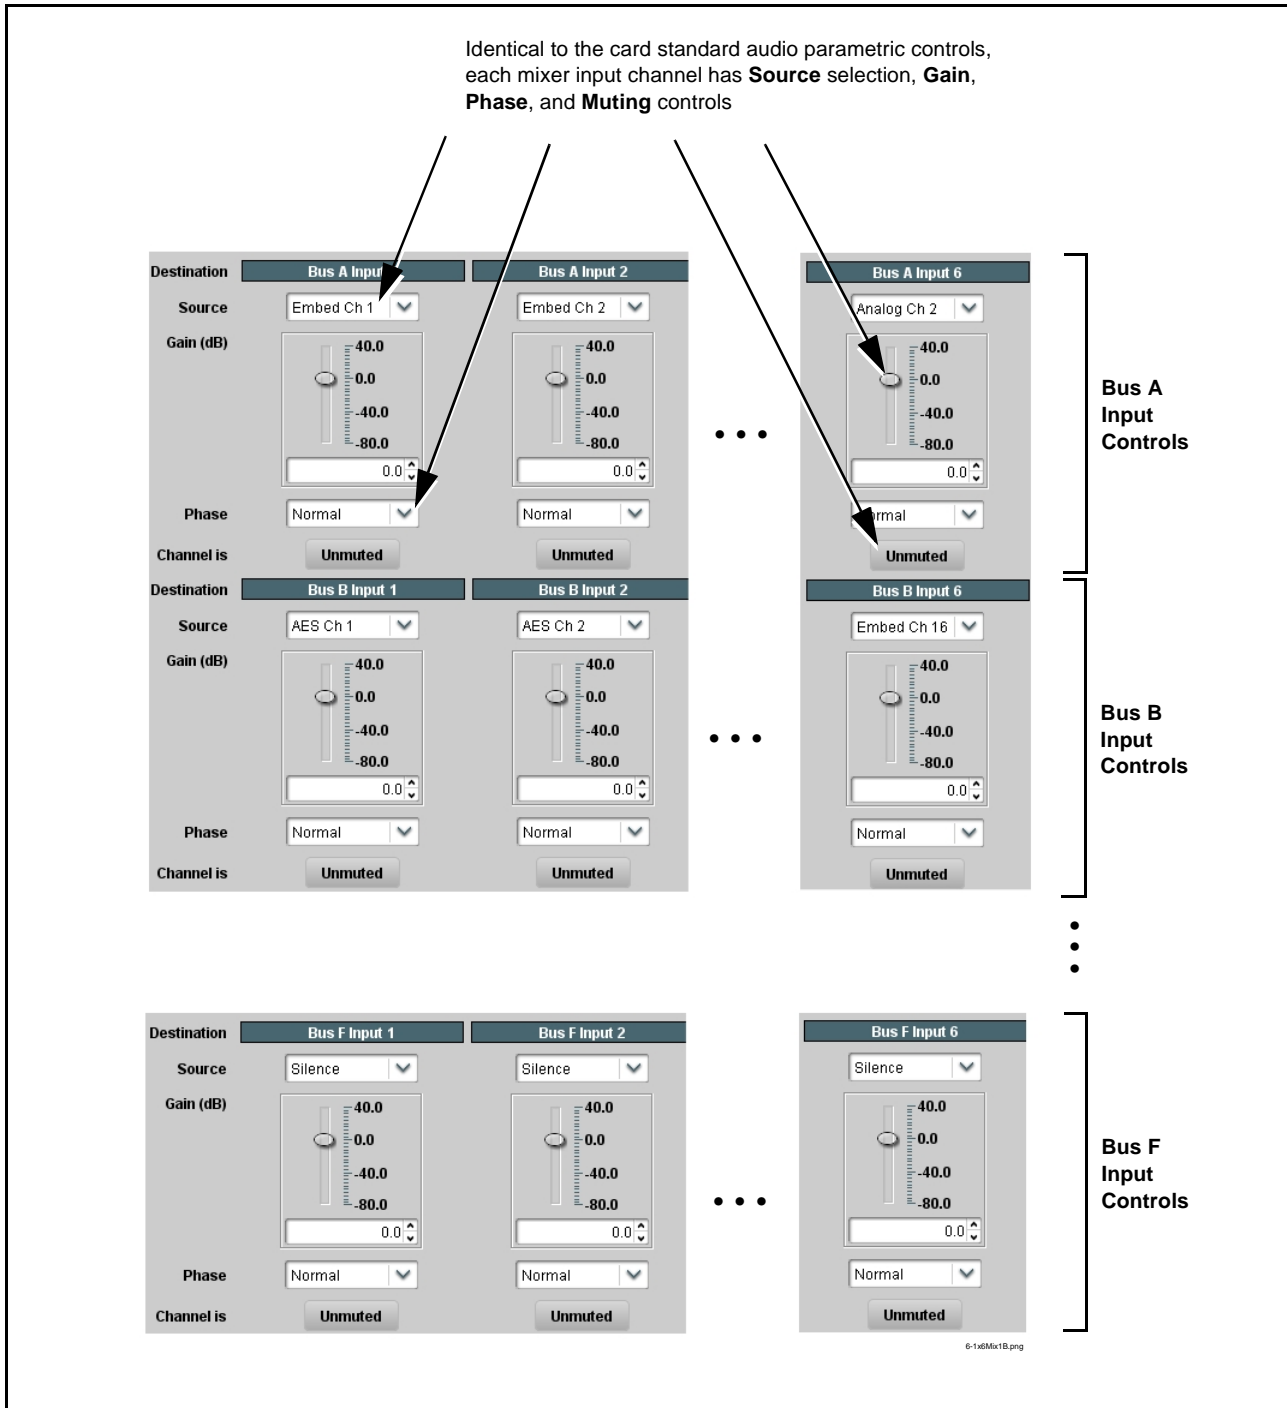 Identical to the card standard audio parametric controls,
each mixer input channel has Source selection, Gain,
Phase, and Muting controls
Destination Bus A Input Bus A Input 2 Bus A Input 6
Source Embed Ch 1 Embed Ch 2 Analog Ch 2
Gain (dB)
40.0 40.0 40.0
0.0 0.0 0.0
-40.0 -40.0 -40.0
-80.0 -80.0 -80.0
0.0 0.0 0.0
Phase Normal Normal Normal
Channel is Unmuted Unmuted Unmuted
Bus A
Input
Controls
Destination Bus B Input 1 Bus B Input 2 Bus B Input 6
Source AES Ch 1 AES Ch 2 Embed Ch 16
Gain (dB)
40.0 40.0 40.0
0.0 0.0 0.0
-40.0 -40.0 -40.0
-80.0 -80.0 -80.0
0.0 0.0 0.0
Phase Normal Normal Normal
Channel is Unmuted Unmuted Unmuted
Bus B
Input
Controls
Destination Bus F Input 1 Bus F Input 2 Bus F Input 6
Source Silence Silence Silence
Gain (dB)
40.0 40.0 40.0
0.0 0.0 0.0
-40.0 -40.0 -40.0
-80.0 -80.0 -80.0
0.0 0.0 0.0
Phase Normal Normal Normal
Channel is Unmuted Unmuted Unmuted
Bus F
Input
Controls
6-1x6Mix1B.png